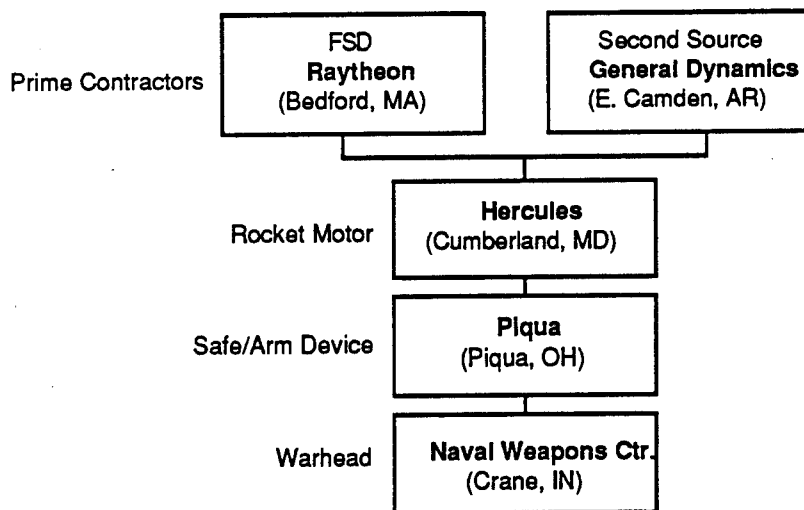 Prime Contractors
FSD
Raytheon
(Bedford, MA)
Second Source
General Dynamics
(E. Camden, AR)
Rocket Motor
Hercules
(Cumberland, MD)
Safe/Arm Device
Piqua
(Piqua, OH)
Warhead
Naval Weapons Ctr.
(Crane, IN)